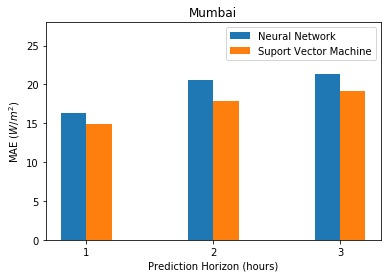 Mumbai
Neural Network
Suport Vector Machine
MAE (W/m²)
25
20
15
10
5
0
1 2 3
Prediction Horizon (hours)